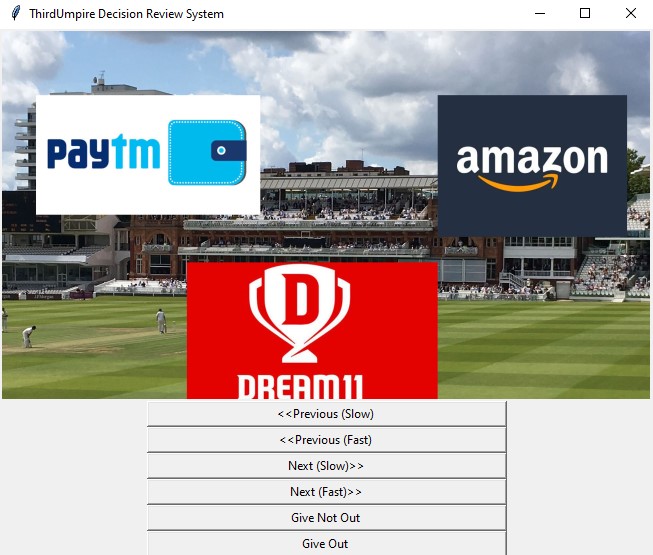 ThirdUmpire Decision Review System
paytm
amazon
D
DREAM11
<<Previous (Slow)
<<Previous (Fast)
Next (Slow)>>
Next (Fast)>>
Give Not Out
Give Out